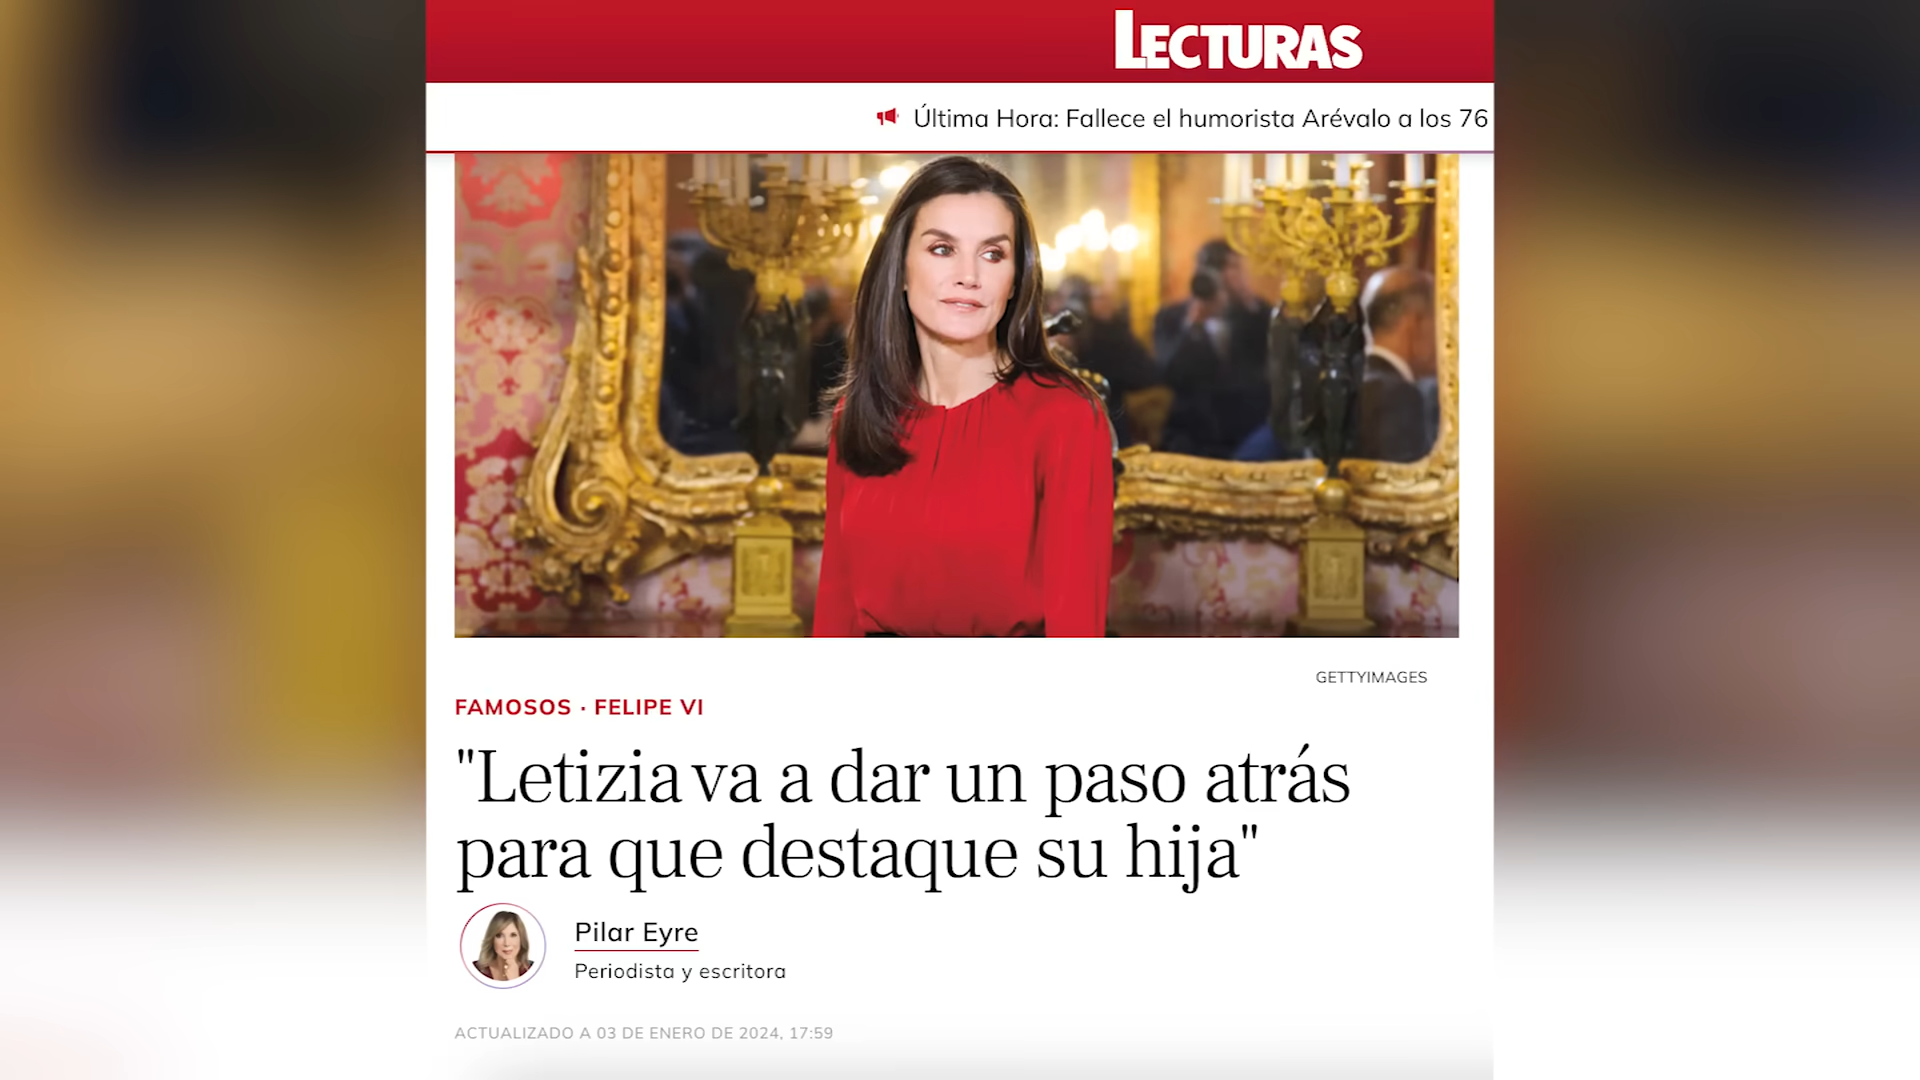 LECTURAS
Última Hora: Fallece el humorista Arévalo a los 76
GETTYIMAGES
FAMOSOS · FELIPE VI
"Letizia va a dar un paso atrás
para que destaque su hija"
Pilar Eyre
Periodista y escritora
ACTUALIZADO A 03 DE ENERO DE 2024, 17:59